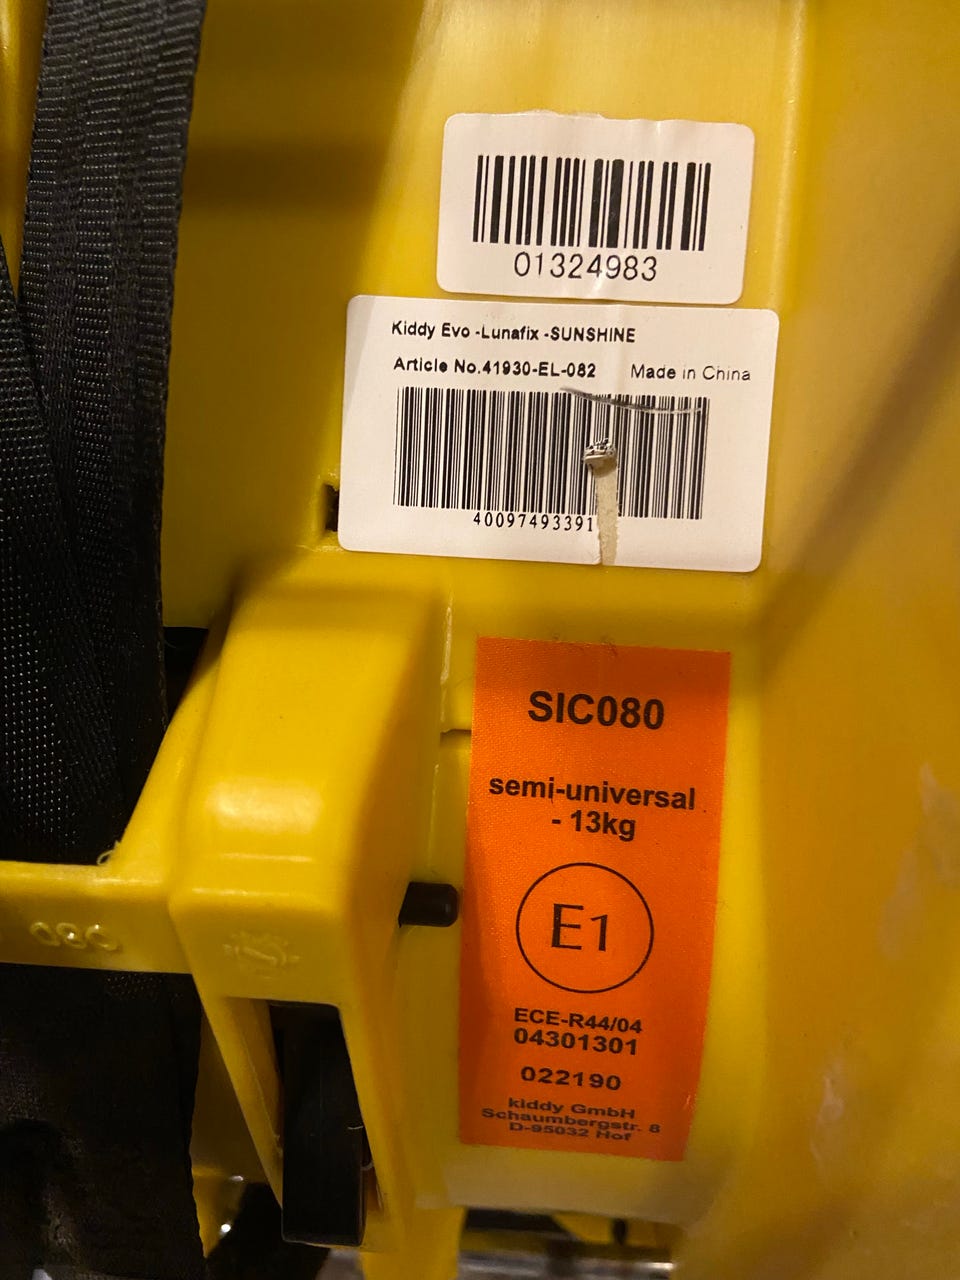 01324983
Kiddy Evo -Lunafix -SUNSHINE
Article No.41930-EL-082 Made in China
40097493391
SIC080
semi-universal
- 13kg
E1
ECE-R44/04
04301301
022190
kiddy GmbH
Schaumbergstr. 8
D-95032 Hof
080